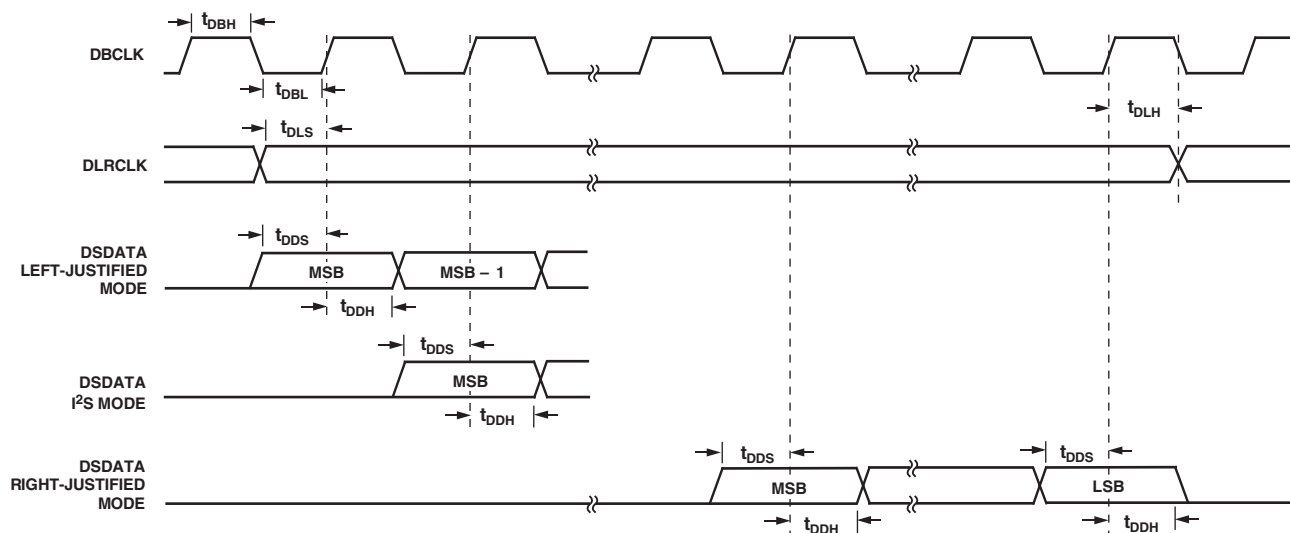 tDBH
DBCLK
tDBL
tDLH
tDLS
DLRCLK
DSDATA
LEFT-JUSTIFIED
MODE
tDDS
MSB
MSB – 1
tDDH
DSDATA
I²S MODE
tDDS
MSB
tDDH
DSDATA
RIGHT-JUSTIFIED
MODE
tDDS
tDDS
MSB
LSB
tDDH
tDDH